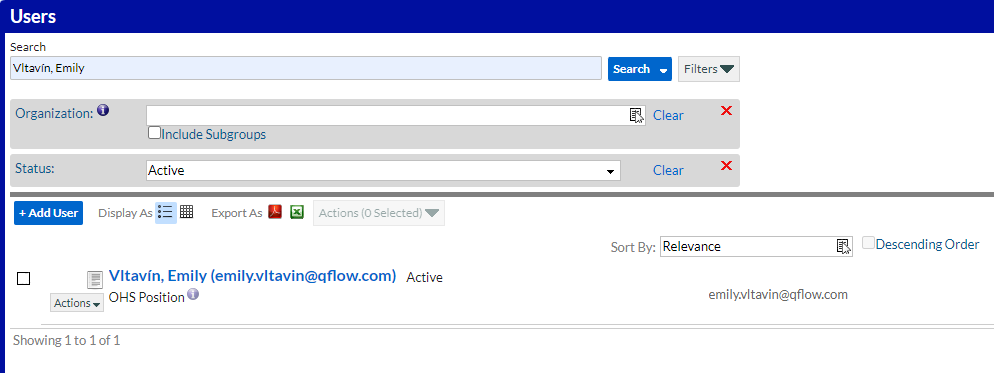 Users
Search
Vltavín, Emily
Search Filters
Organization: Clear
Include Subgroups
Status: Active Clear
+ Add User Display As Export As Actions (0 Selected)
Sort By: Relevance Descending Order
Vltavín, Emily (emily.vltavin@qflow.com) Active
Actions OHS Position emily.vltavin@qflow.com
Showing 1 to 1 of 1